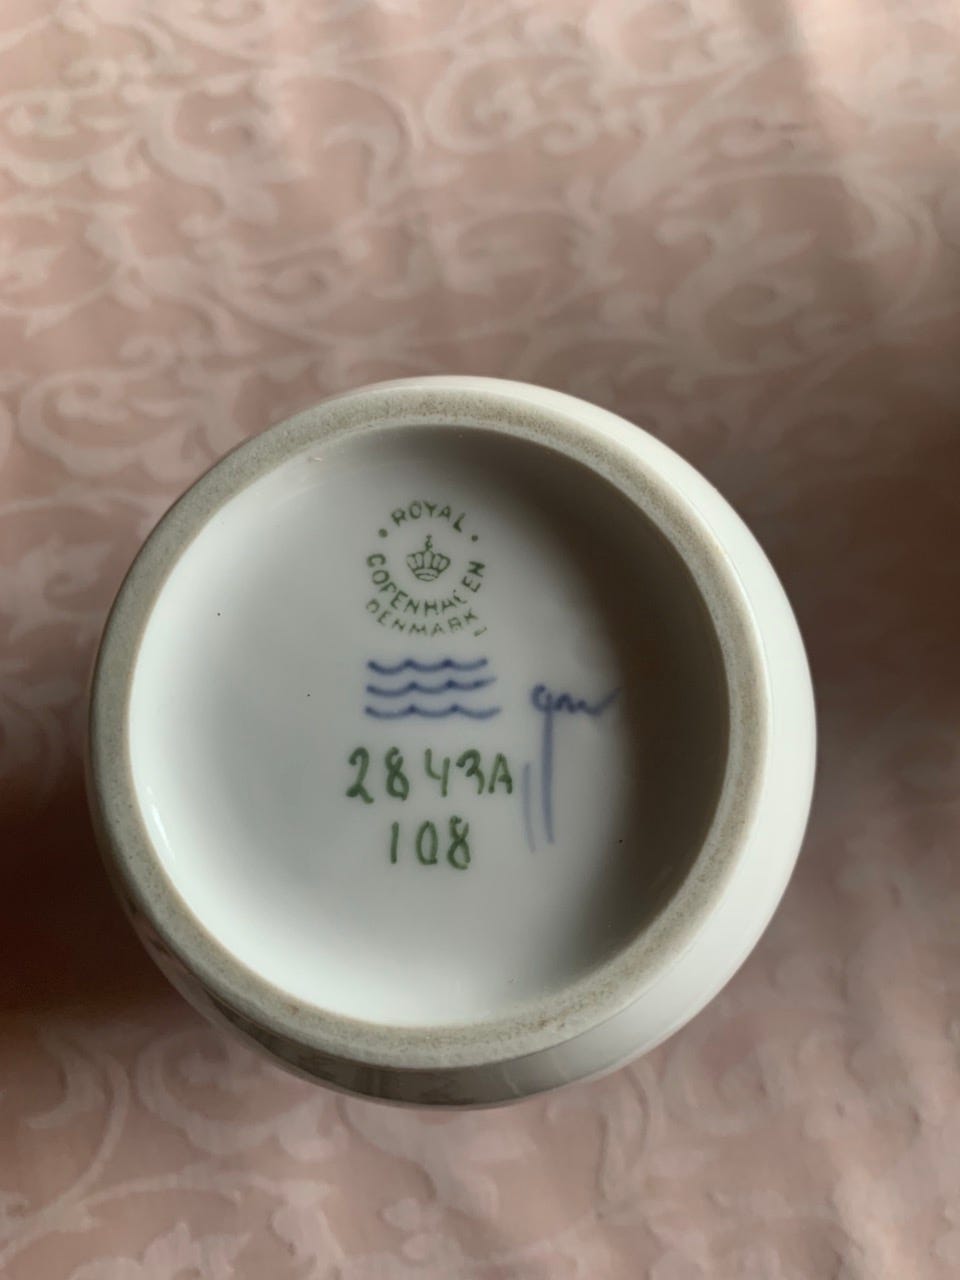 ROYAL
COPENHAGEN
DENMARK
2843A
108